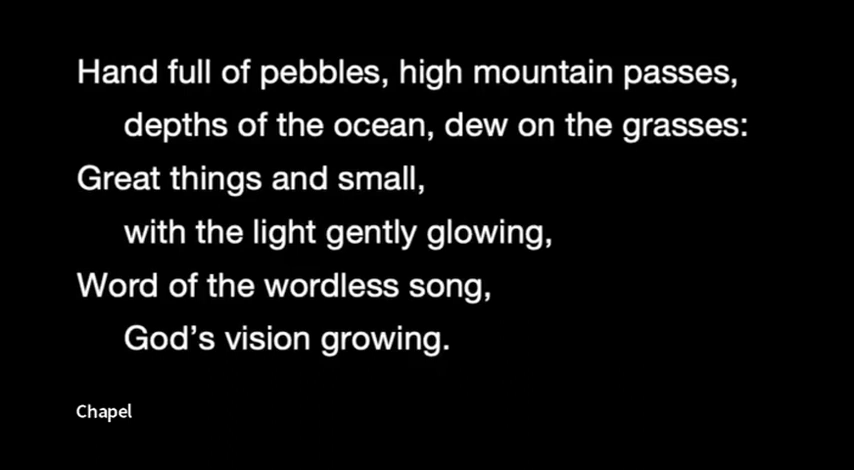 Hand full of pebbles, high mountain passes,
depths of the ocean, dew on the grasses:
Great things and small,
with the light gently glowing,
Word of the wordless song,
God’s vision growing.
Chapel